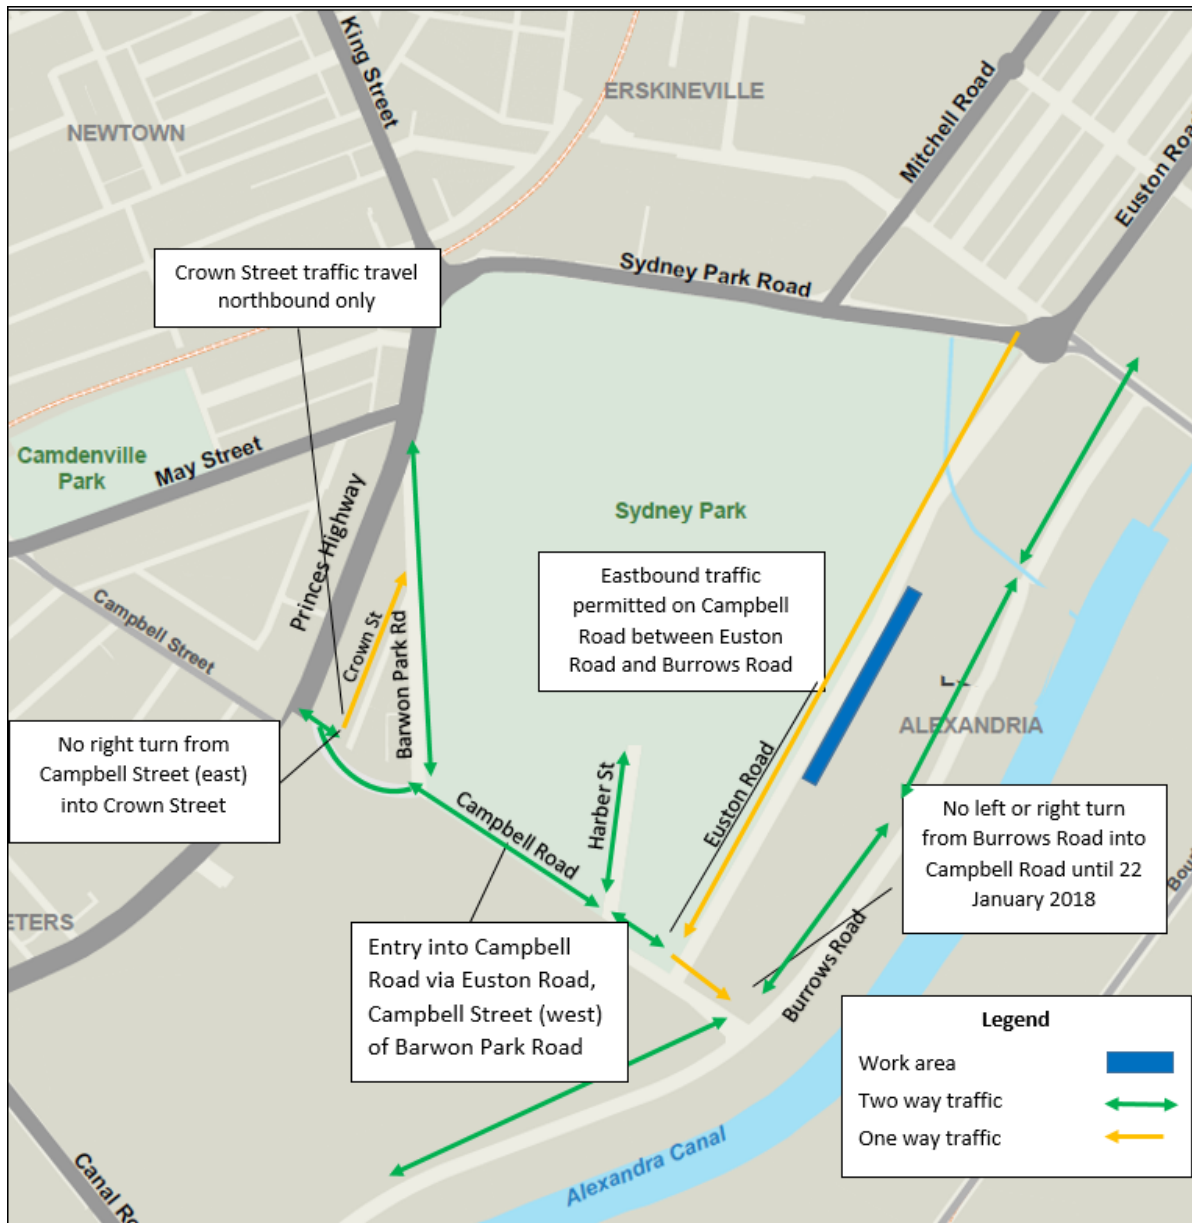 King Street
ERSKINEVILLE
Mitchell Road
Euston Roa
NEWTOWN
Crown Street traffic travel
northbound only
Sydney Park Road
Camdenville
Park
May Street
Princes Highway
Sydney Park
Eastbound traffic
permitted on Campbell
Road between Euston
Road and Burrows Road
Campbell Street
Crown St
Barwon Park Rd
ALEXANDRIA
No right turn from
Campbell Street (east)
into Crown Street
Campbell Road
Harber St
Euston Road
No left or right turn
from Burrows Road into
Campbell Road until 22
January 2018
Bou
ETERS
Entry into Campbell
Road via Euston Road,
Campbell Street (west)
of Barwon Park Road
Burrows Road
Legend
Work area
Two way traffic
One way traffic
Canal Ro
Alexandra Canal